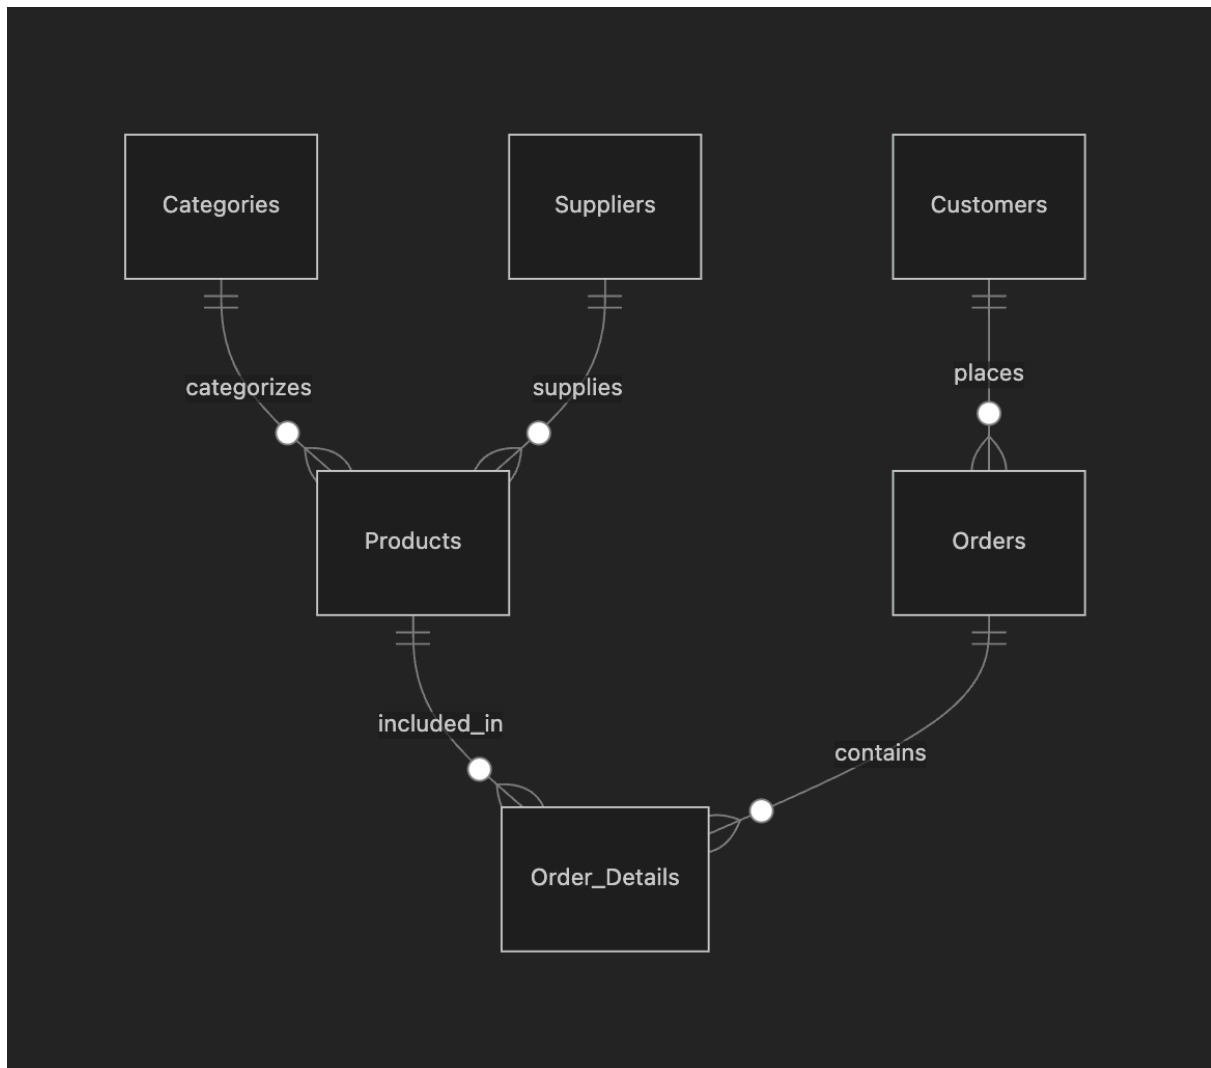 Categories
Suppliers
Customers
categorizes
supplies
places
Products
Orders
included_in
contains
Order_Details